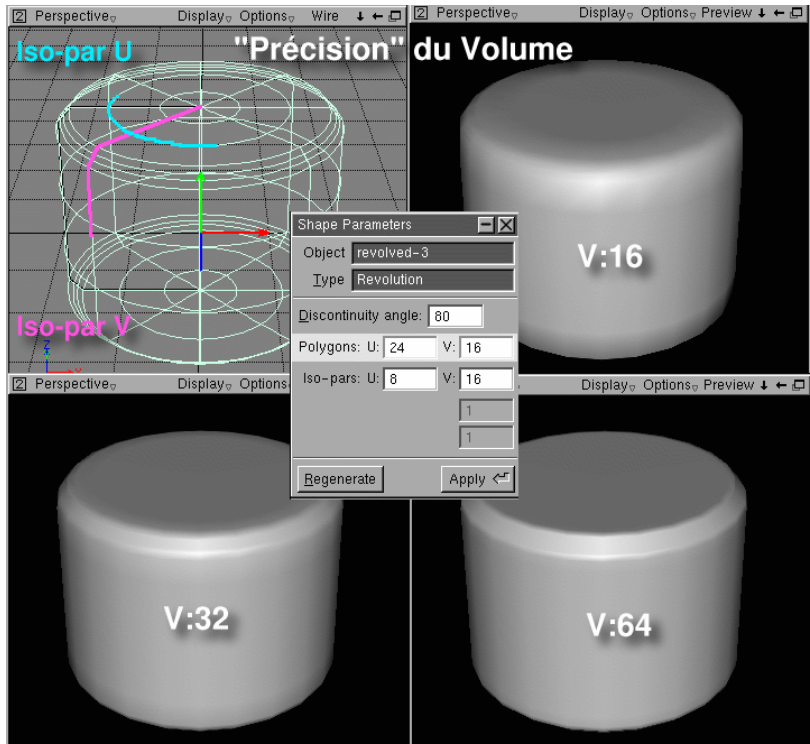 2 Perspective Display Options Wire
2 Perspective Display Options Preview
Iso-par U
"Précision" du Volume
V:16
Iso-par V
Z
Shape Parameters
Object revolved-3
Type Revolution
Discontinuity angle: 80
Polygons: U: 24 V: 16
Iso-pars: U: 8 V: 16
1
1
Regenerate Apply
2 Perspective Display Options
Display Options Preview
V:32
V:64